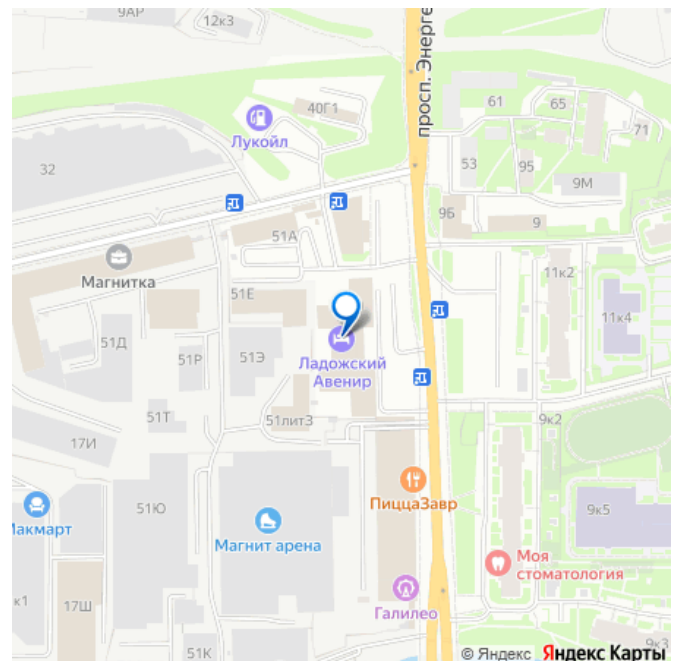 9АР
12к3
просп. Энерге
40Г1
Лукойл
61
65
71
32
53
95
9М
9Б
9
51А
Магнитка
51Е
11к2
11к4
51Д
51Р
51Э
Ладожский
Авенир
51Т
51лит3
9к2
17И
51Ю
ПиццаЗавр
9к5
Макмарт
Магнит арена
Моя
стоматология
к1
17Ш
Галилео
51К
9к3
© Яндекс Яндекс Карты